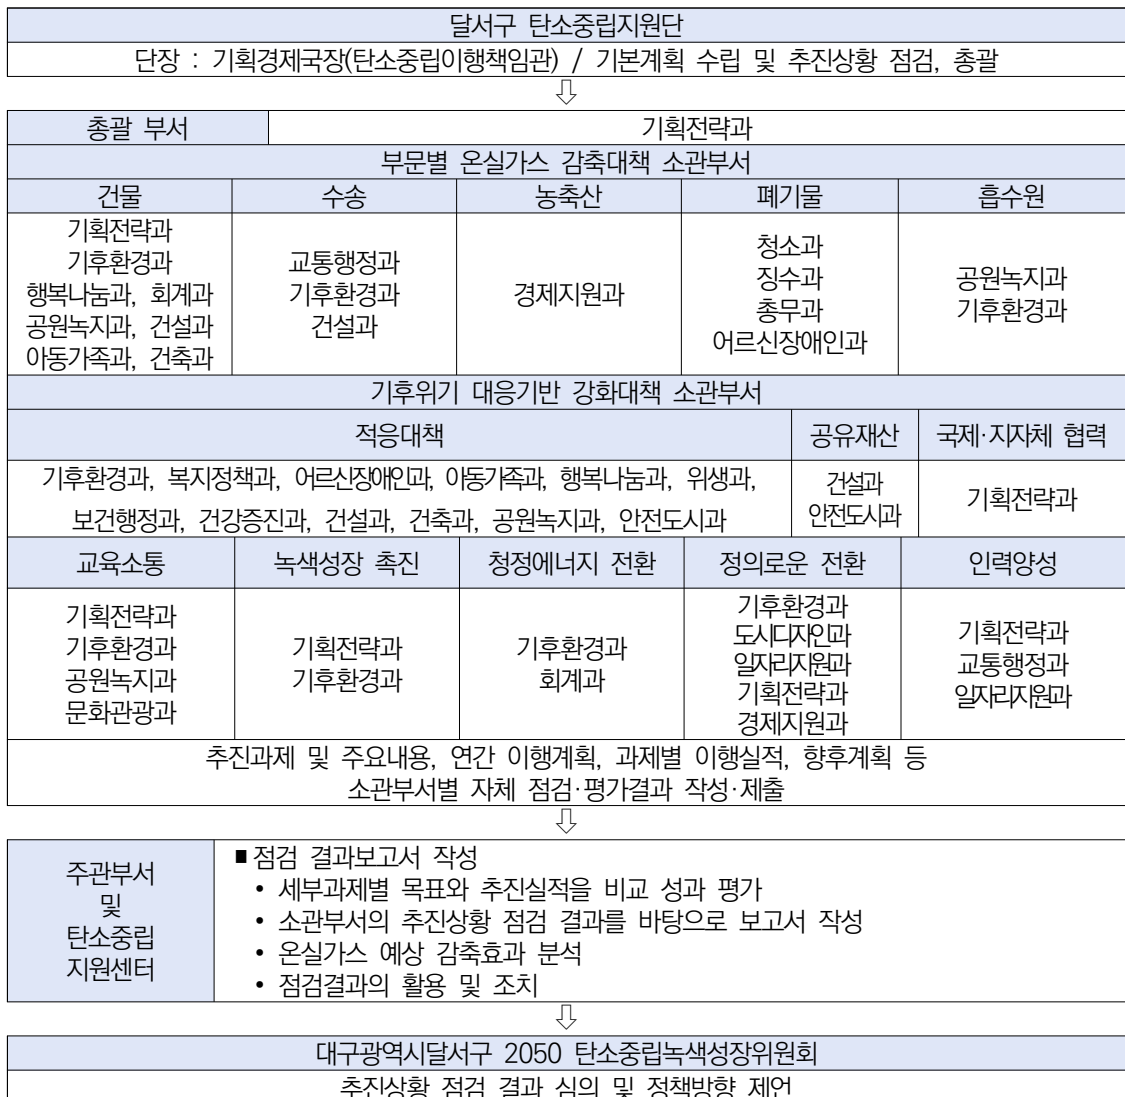 달서구 탄소중립지원단
단장 : 기획경제국장(탄소중립이행책임관) / 기본계획 수립 및 추진상황 점검, 총괄
⇩
총괄 부서
기획전략과
부문별 온실가스 감축대책 소관부서
건물
수송
농축산
폐기물
흡수원
기획전략과
기후환경과
행복나눔과, 회계과
공원녹지과, 건설과
아동가족과, 건축과
교통행정과
기후환경과
건설과
경제지원과
청소과
징수과
총무과
어르신장애인과
공원녹지과
기후환경과
기후위기 대응기반 강화대책 소관부서
적응대책
공유재산
국제·지자체 협력
기후환경과, 복지정책과, 어르신장애인과, 아동가족과, 행복나눔과, 위생과,
보건행정과, 건강증진과, 건설과, 건축과, 공원녹지과, 안전도시과
건설과
안전도시과
기획전략과
교육소통
녹색성장 촉진
청정에너지 전환
정의로운 전환
인력양성
기획전략과
기후환경과
공원녹지과
문화관광과
기획전략과
기후환경과
기후환경과
회계과
기후환경과
도시디자인과
일자리지원과
기획전략과
경제지원과
기획전략과
교통행정과
일자리지원과
추진과제 및 주요내용, 연간 이행계획, 과제별 이행실적, 향후계획 등
소관부서별 자체 점검·평가결과 작성·제출
⇩
주관부서
및
탄소중립
지원센터
■ 점검 결과보고서 작성
• 세부과제별 목표와 추진실적을 비교 성과 평가
• 소관부서의 추진상황 점검 결과를 바탕으로 보고서 작성
• 온실가스 예상 감축효과 분석
• 점검결과의 활용 및 조치
⇩
대구광역시달서구 2050 탄소중립녹색성장위원회
추진상황 점검 결과 심의 및 정책방향 제언